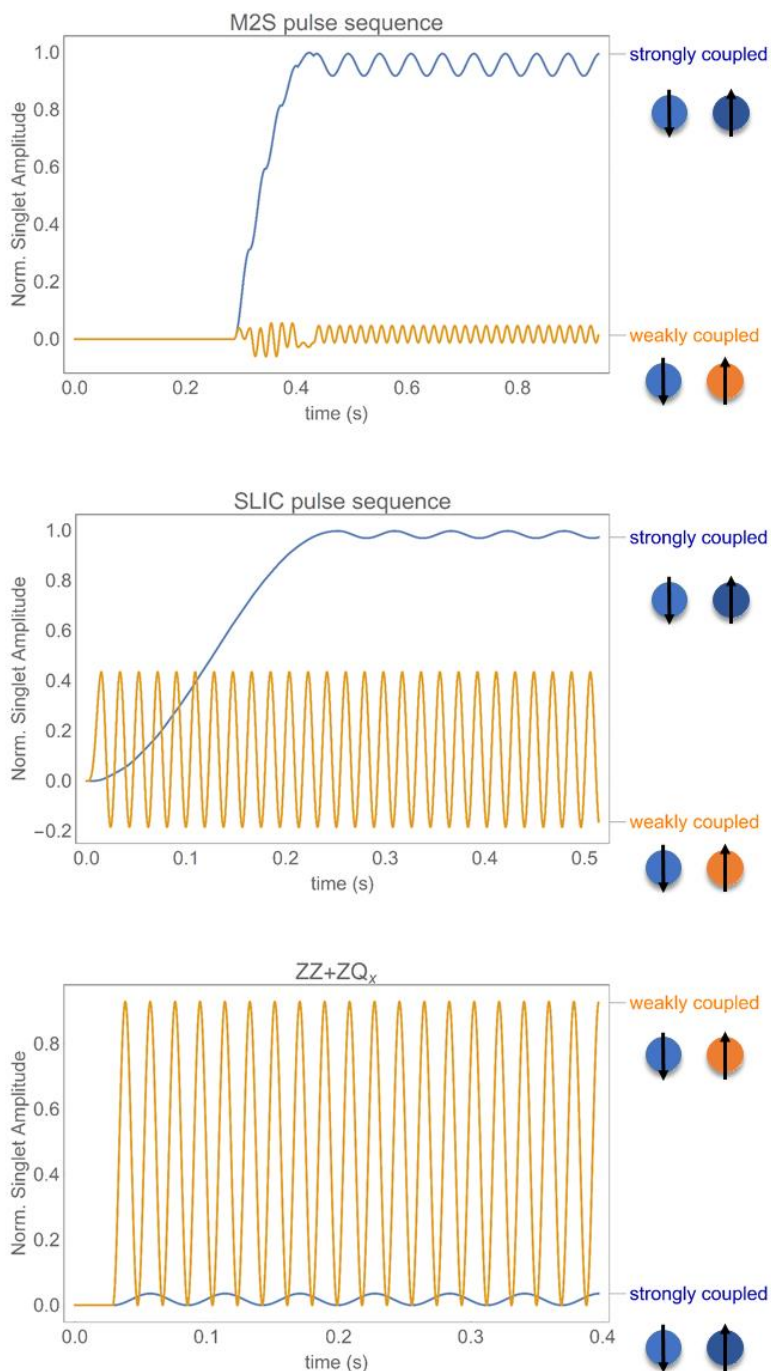 M2S pulse sequence
1.0
0.8
0.6
0.4
0.2
0.0
Norm. Singlet Amplitude
0.0 0.2 0.4 0.6 0.8
time (s)
strongly coupled
weakly coupled
SLIC pulse sequence
1.0
0.8
0.6
0.4
0.2
0.0
−0.2
Norm. Singlet Amplitude
0.0 0.1 0.2 0.3 0.4 0.5
time (s)
strongly coupled
weakly coupled
ZZ+ZQx
0.8
0.6
0.4
0.2
0.0
Norm. Singlet Amplitude
0.0 0.1 0.2 0.3 0.4
time (s)
weakly coupled
strongly coupled